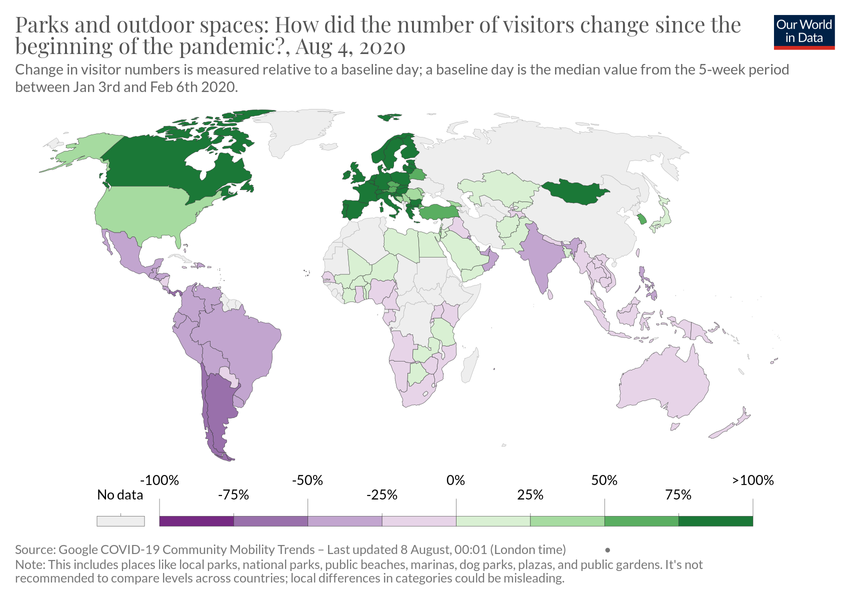 Parks and outdoor spaces: How did the number of visitors change since the
beginning of the pandemic?, Aug 4, 2020
Our World
in Data
Change in visitor numbers is measured relative to a baseline day; a baseline day is the median value from the 5-week period
between Jan 3rd and Feb 6th 2020.
-100% -50% 0% 50% >100%
No data -75% -25% 25% 75%
Source: Google COVID-19 Community Mobility Trends – Last updated 8 August, 00:01 (London time) •
Note: This includes places like local parks, national parks, public beaches, marinas, dog parks, plazas, and public gardens. It's not
recommended to compare levels across countries; local differences in categories could be misleading.